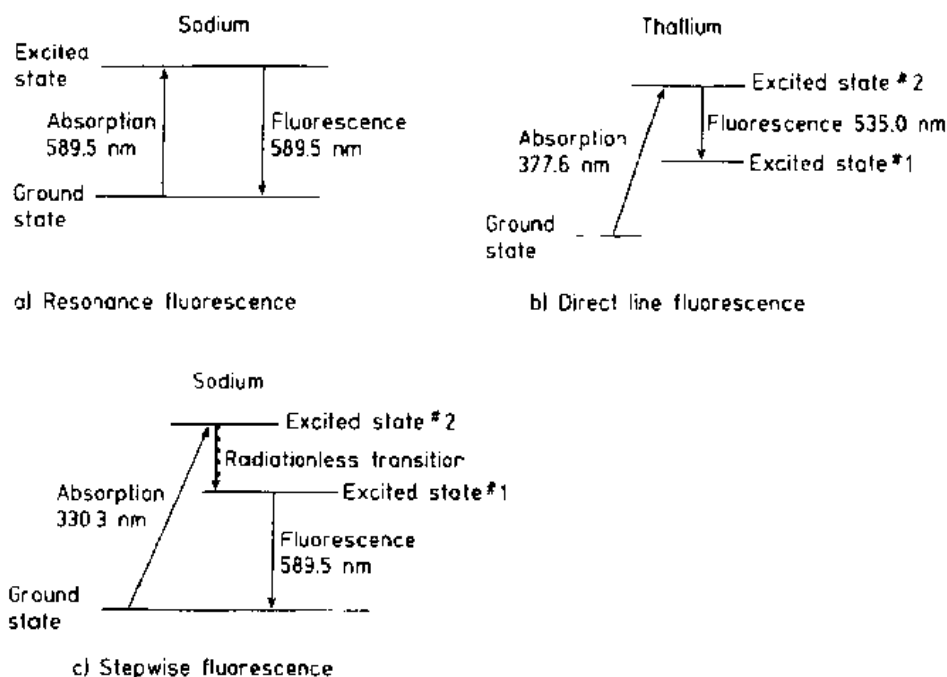 Sodium
Excited
state
Absorption
589.5 nm
Fluorescence
589.5 nm
Ground
state
a) Resonance fluorescence
Thallium
Excited state #2
Fluorescence 535.0 nm
Absorption
377.6 nm
Excited state #1
Ground
state
b) Direct line fluorescence
Sodium
Excited state #2
Radiationless transition
Absorption
330.3 nm
Excited state #1
Fluorescence
589.5 nm
Ground
state
c) Stepwise fluorescence